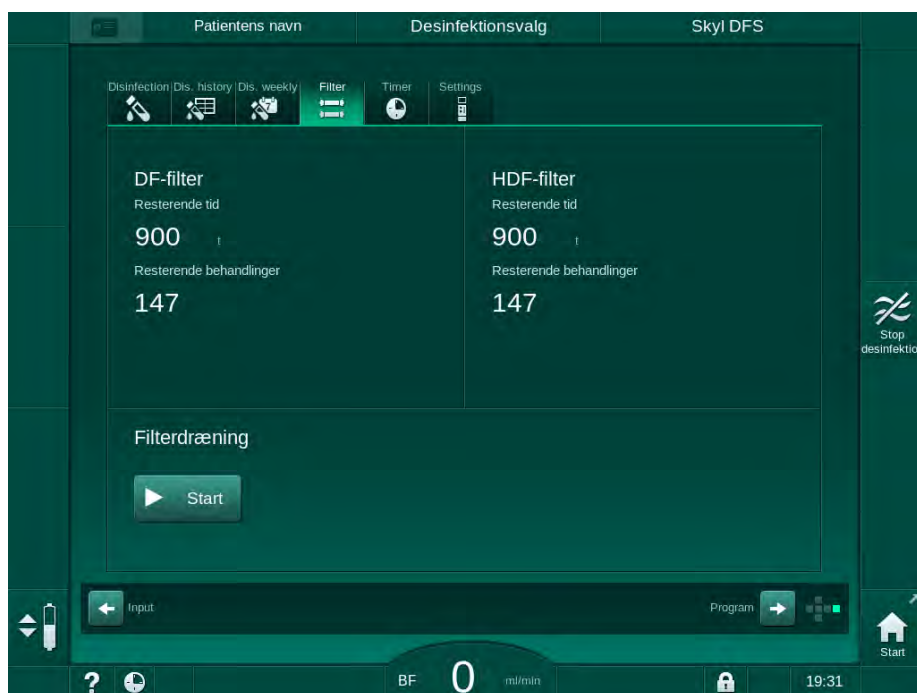 Patientens navn Desinfektionsvalg Skyl DFS
Disinfection Dis. history Dis. weekly Filter Timer Settings
7
DF-filter HDF-filter
Resterende tid Resterende tid
900 t 900 t
Resterende behandlinger Resterende behandlinger
147 147
Stop
desinfektio
Filterdræning
Start
Input Program
Start
? BF 0 ml/min 19:31